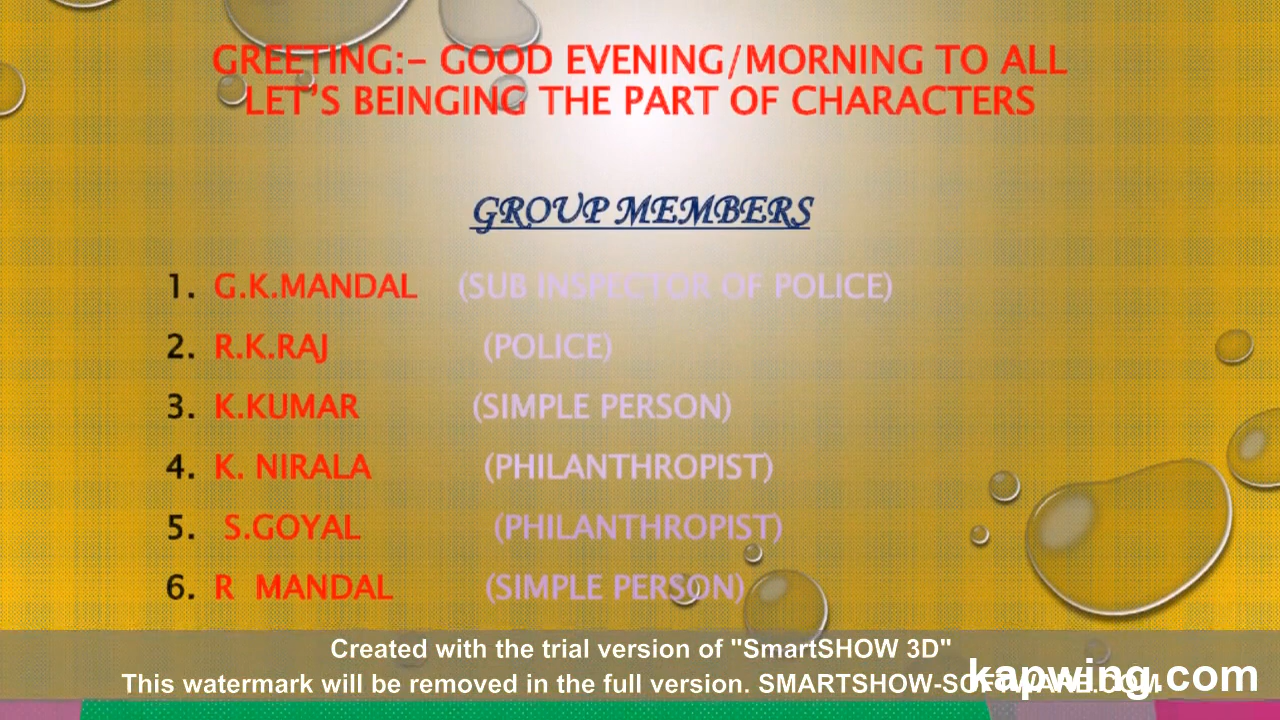 GREETING:- GOOD EVENING/MORNING TO ALL
LET'S BEINGING THE PART OF CHARACTERS
GROUP MEMBERS
1. G.K.MANDAL (SUB INSPECTOR OF POLICE)
2. R.K.RAJ (POLICE)
3. K.KUMAR (SIMPLE PERSON)
4. K. NIRALA (PHILANTHROPIST)
5. S.GOYAL (PHILANTHROPIST)
6. R MANDAL (SIMPLE PERSON)
Created with the trial version of "SmartSHOW 3D"
This watermark will be removed in the full version. SMARTSHOW-SOFTWARE.COM
kapwing.com